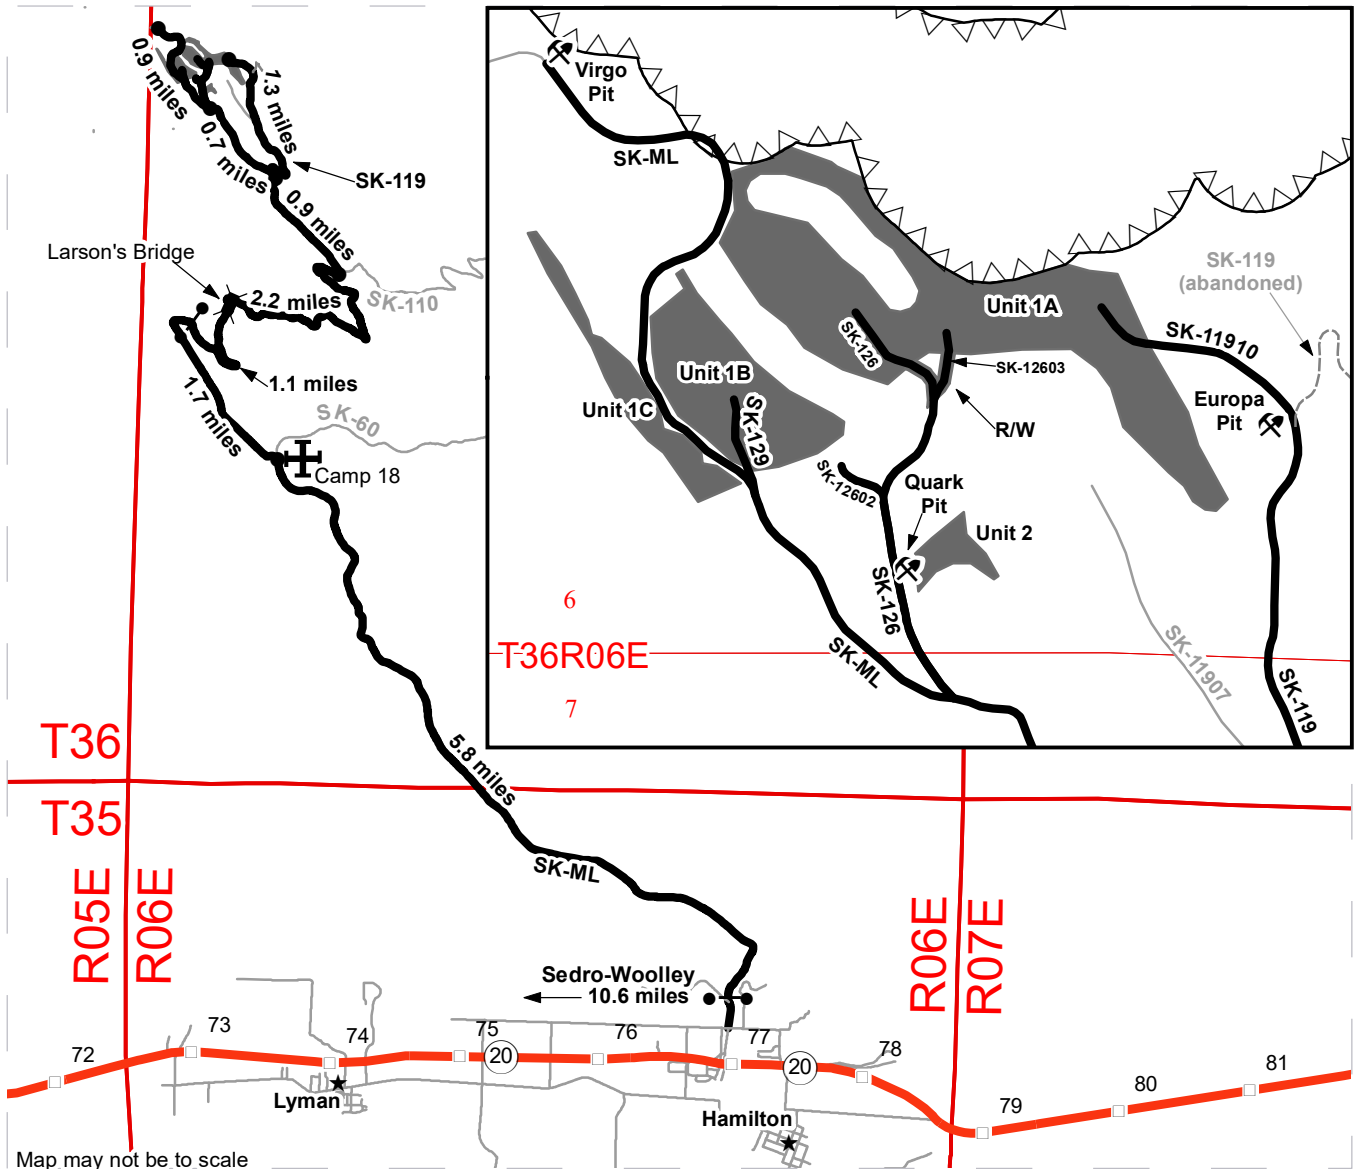 0.9 miles
1.3 miles
0.7 miles
SK-119
0.9 miles
Larson's Bridge
2.2 miles
SK-110
1.1 miles
1.7 miles
SK-60
Camp 18
5.8 miles
SK-ML
T36
T35
R05E
R06E
R06E
R07E
Sedro-Woolley
10.6 miles
72
73
74
75
76
77
78
79
80
81
20
20
Lyman
Hamilton
Map may not be to scale
Virgo
Pit
SK-ML
Unit 1A
SK-119
(abandoned)
SK-11910
SK-126
SK-12603
Unit 1B
Unit 1C
SK-129
R/W
Europa
Pit
SK-12602
Quark
Pit
Unit 2
SK-126
6
T36R06E
7
SK-ML
SK-11907
SK-119